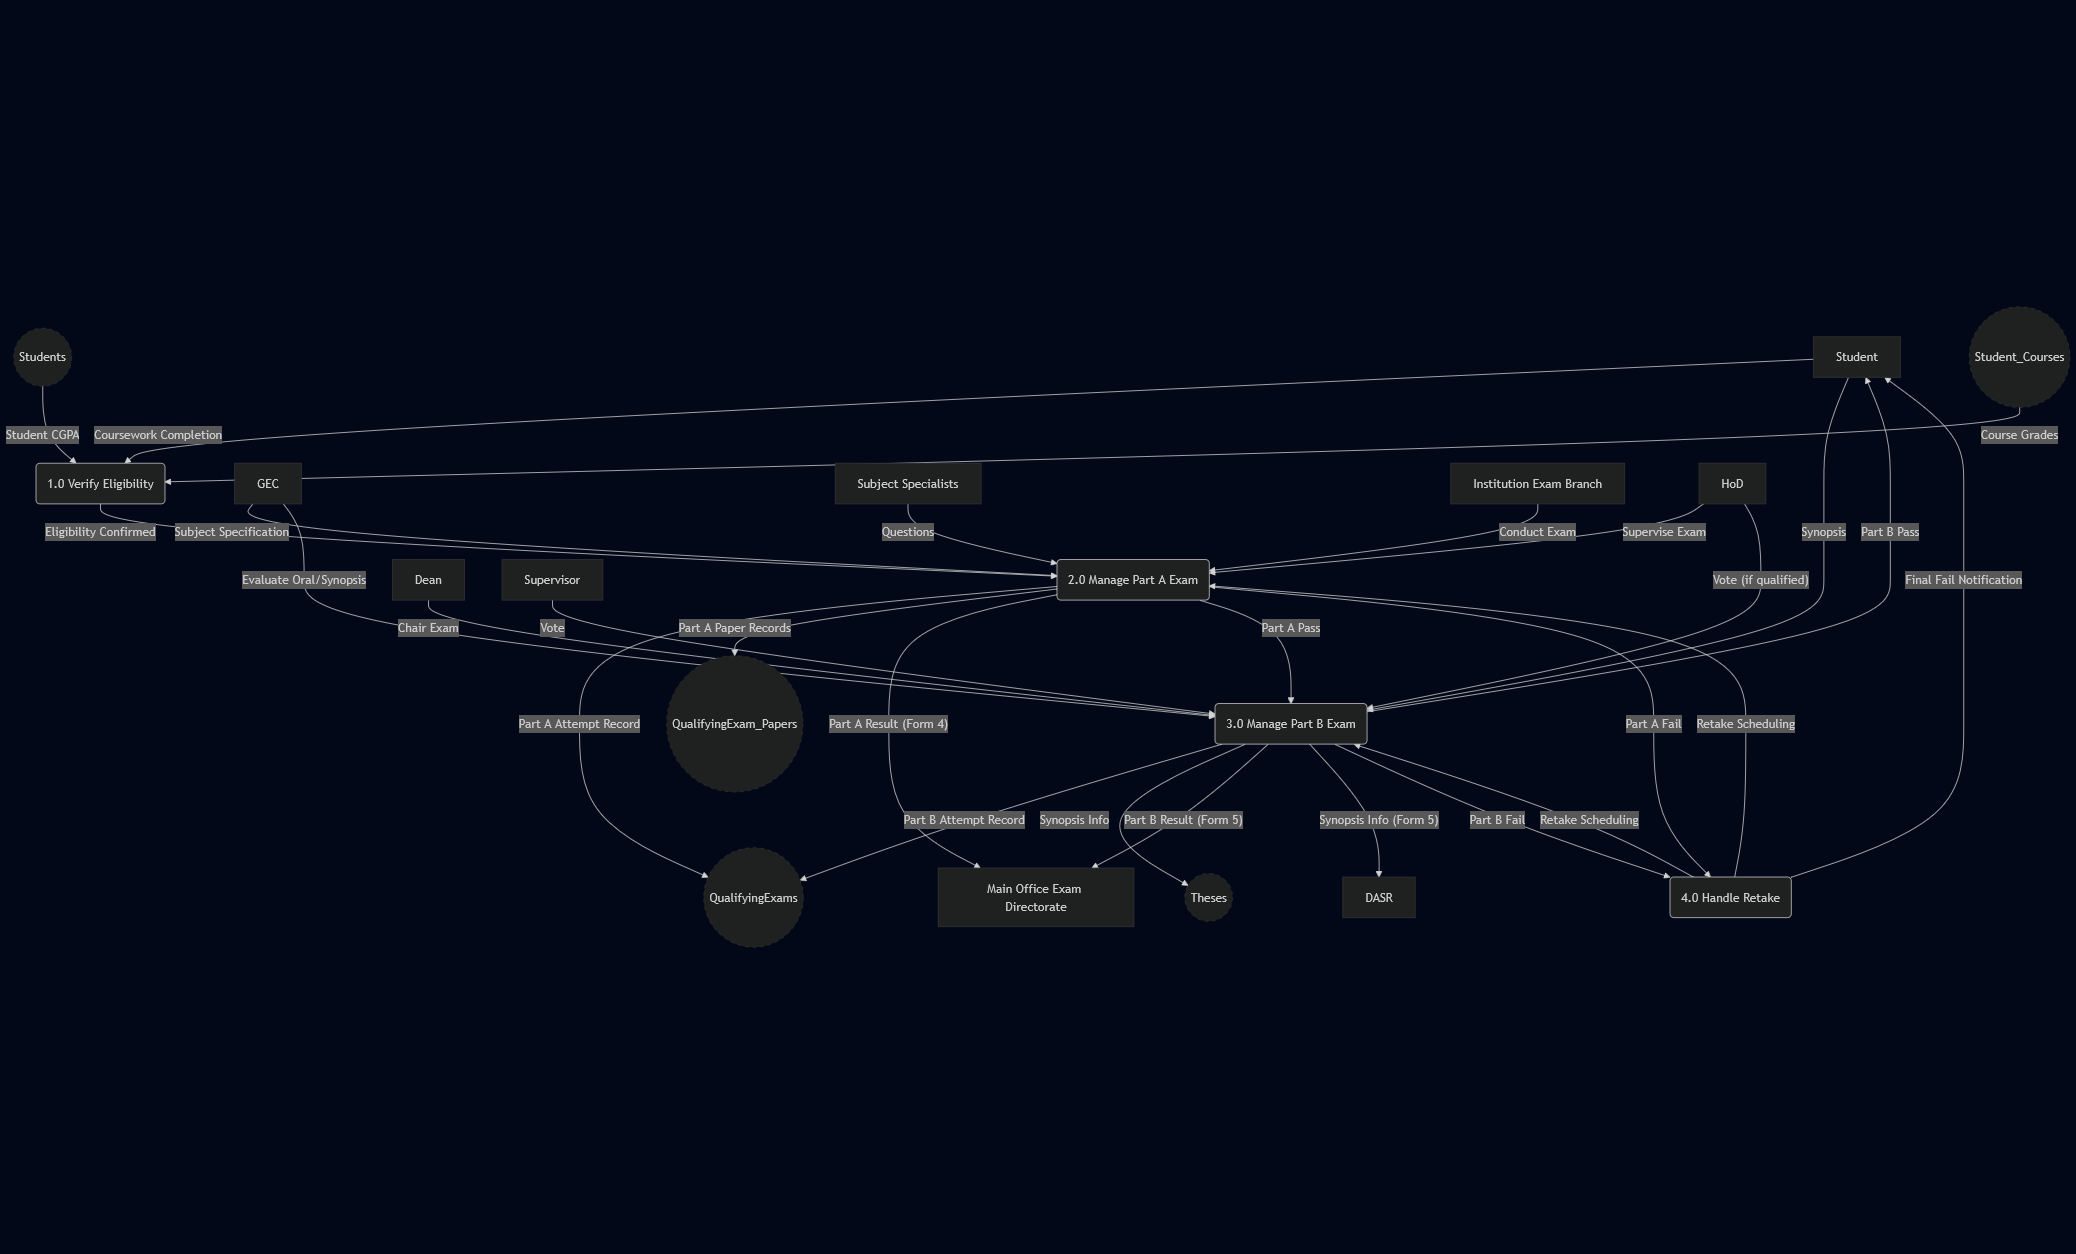 Students
Student
Student_Courses
Student CGPA
Coursework Completion
Course Grades
1.0 Verify Eligibility
GEC
Subject Specialists
Institution Exam Branch
HoD
Eligibility Confirmed
Subject Specification
Questions
Conduct Exam
Supervise Exam
Synopsis
Part B Pass
Evaluate Oral/Synopsis
Dean
Supervisor
2.0 Manage Part A Exam
Vote (if qualified)
Final Fail Notification
Chair Exam
Vote
Part A Paper Records
Part A Pass
Part A Attempt Record
QualifyingExam_Papers
Part A Result (Form 4)
3.0 Manage Part B Exam
Part A Fail
Retake Scheduling
Part B Attempt Record
Synopsis Info
Part B Result (Form 5)
Synopsis Info (Form 5)
Part B Fail
Retake Scheduling
QualifyingExams
Main Office Exam
Directorate
Theses
DASR
4.0 Handle Retake